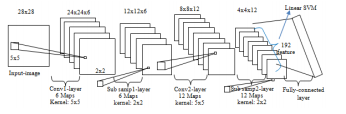 28x28
24x24x6
12x12x6
8x8x12
4x4x12
Linear SVM
192
feature
5x5
2x2
Input-image
Conv1-layer
6 Maps
Kernel: 5x5
Sub samp1-layer
6 Maps
kernel: 2x2
Conv2-layer
12 Maps
Kernel: 5x5
Sub samp2-layer
12 Maps
kernel: 2x2
Fully-connected
layer